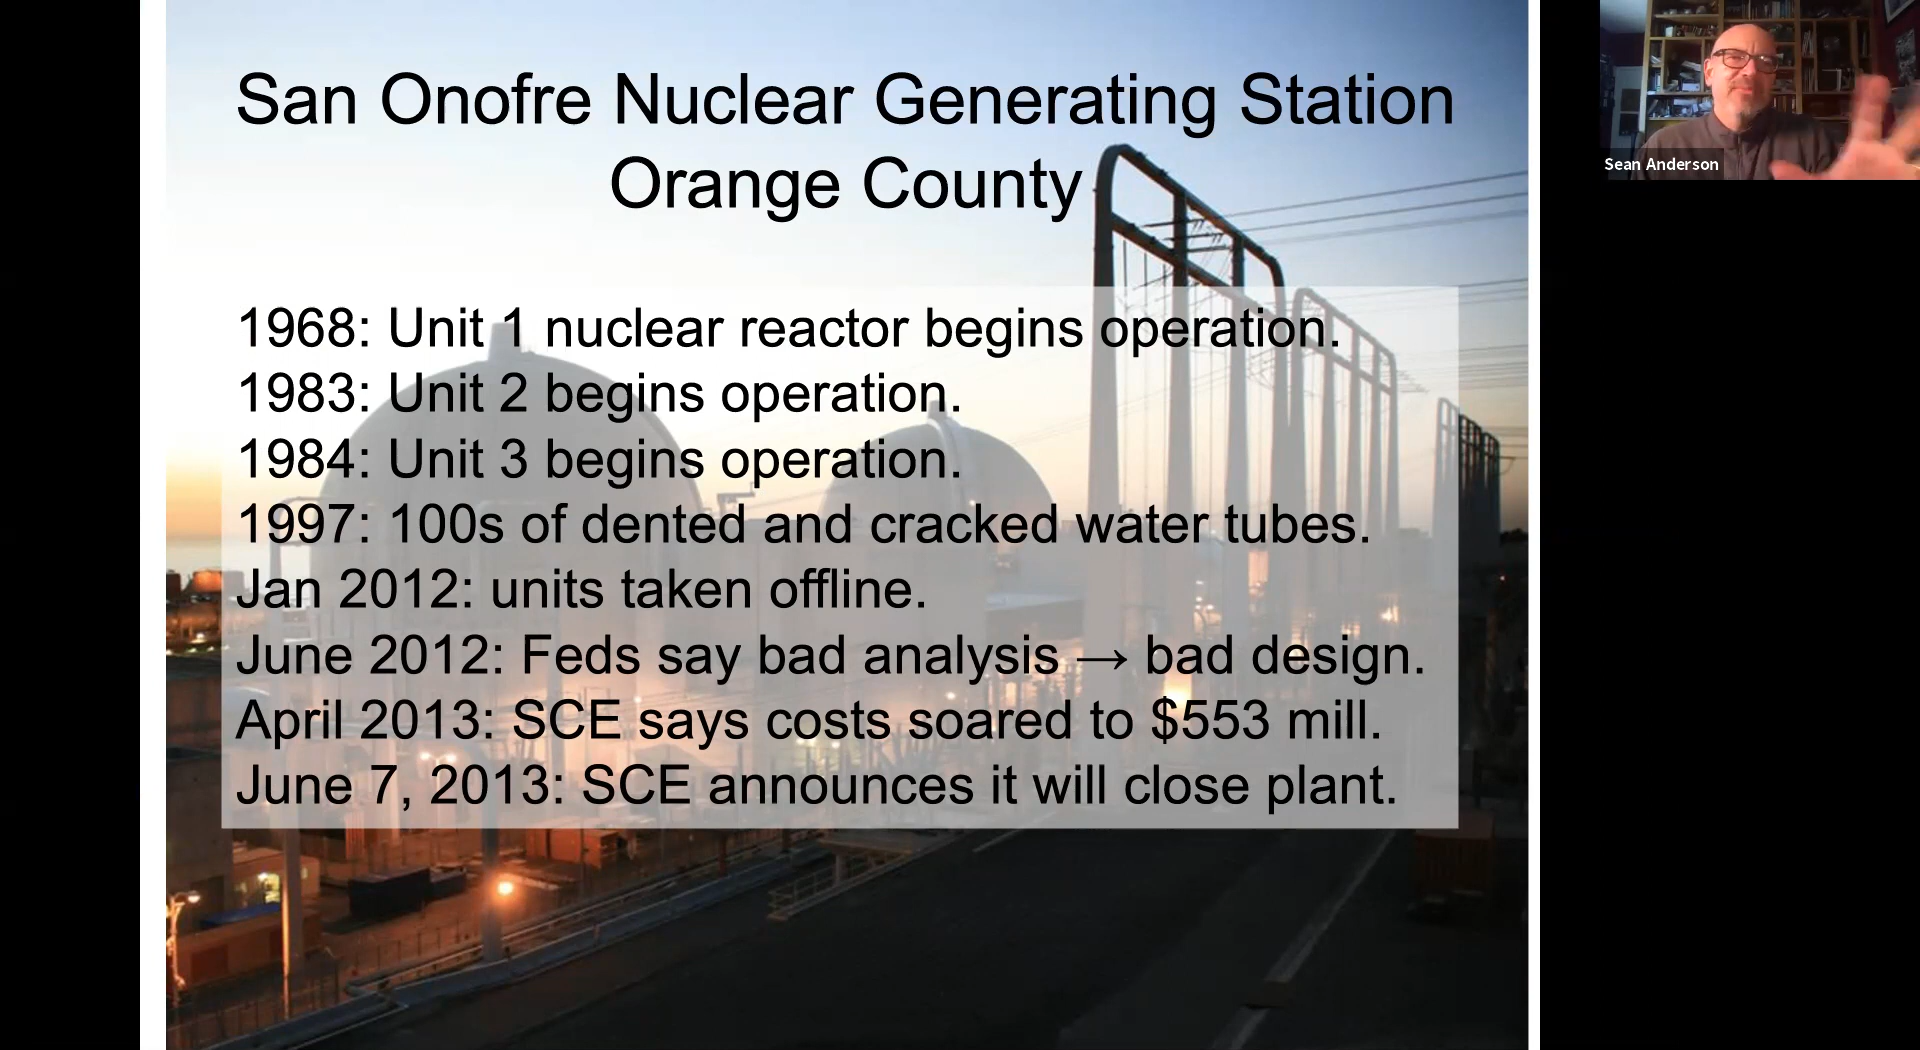 San Onofre Nuclear Generating Station
Orange County
1968: Unit 1 nuclear reactor begins operation.
1983: Unit 2 begins operation.
1984: Unit 3 begins operation.
1997: 100s of dented and cracked water tubes.
Jan 2012: units taken offline.
June 2012: Feds say bad analysis → bad design.
April 2013: SCE says costs soared to $553 mill.
June 7, 2013: SCE announces it will close plant.
Sean Anderson